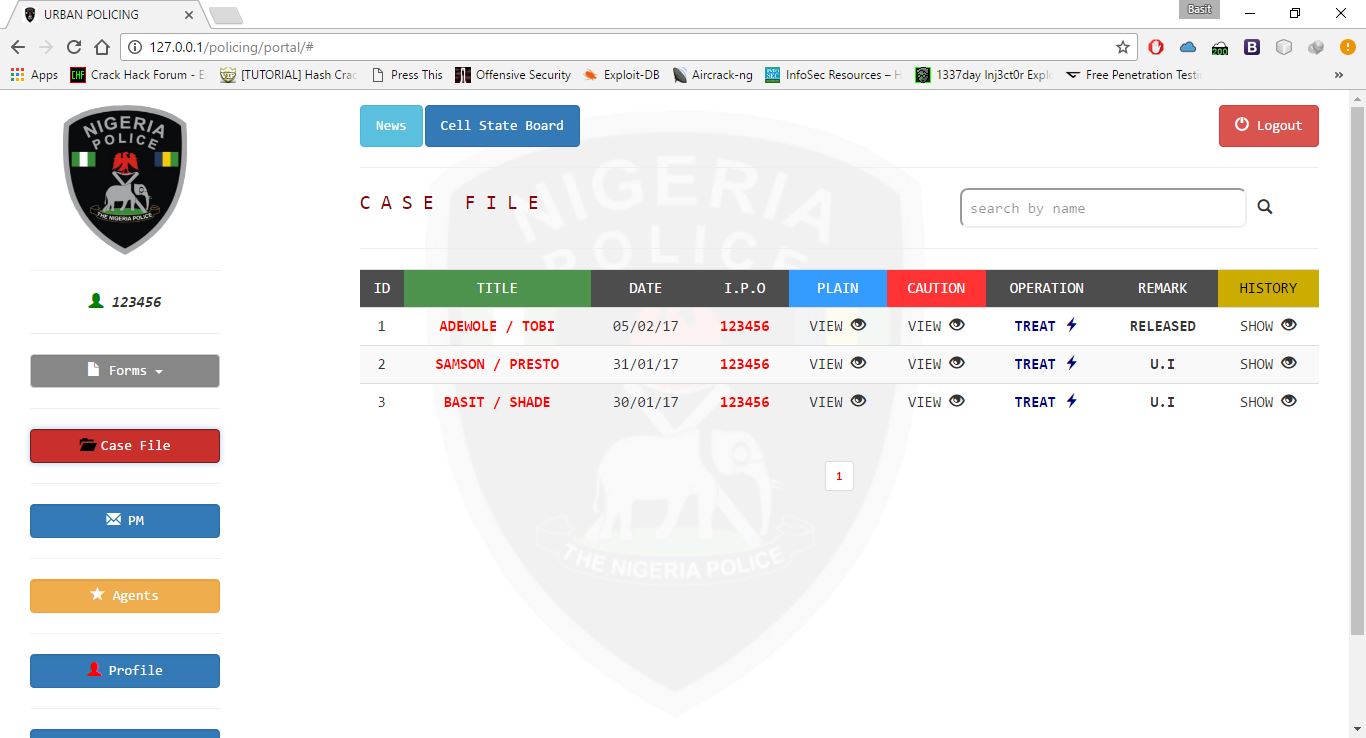 URBAN POLICING
Basit
127.0.0.1/policing/portal/#
200
B
Apps
CHF Crack Hack Forum - E
[TUTORIAL] Hash Crac
Press This
Offensive Security
Exploit-DB
Aircrack-ng
INFO SEC InfoSec Resources – H
1337day Inj3ct0r Explo
Free Penetration Testi
»
NIGERIA
POLICE
THE NIGERIA POLICE
123456
Forms
Case File
PM
Agents
Profile
News Cell State Board Logout
CASE FILE search by name
ID TITLE DATE I.P.O PLAIN CAUTION OPERATION REMARK HISTORY
1 ADEWOLE / TOBI 05/02/17 123456 VIEW VIEW TREAT RELEASED SHOW
2 SAMSON / PRESTO 31/01/17 123456 VIEW VIEW TREAT U.I SHOW
3 BASIT / SHADE 30/01/17 123456 VIEW VIEW TREAT U.I SHOW
1
NIGERIA
POLICE
THE NIGERIA POLICE